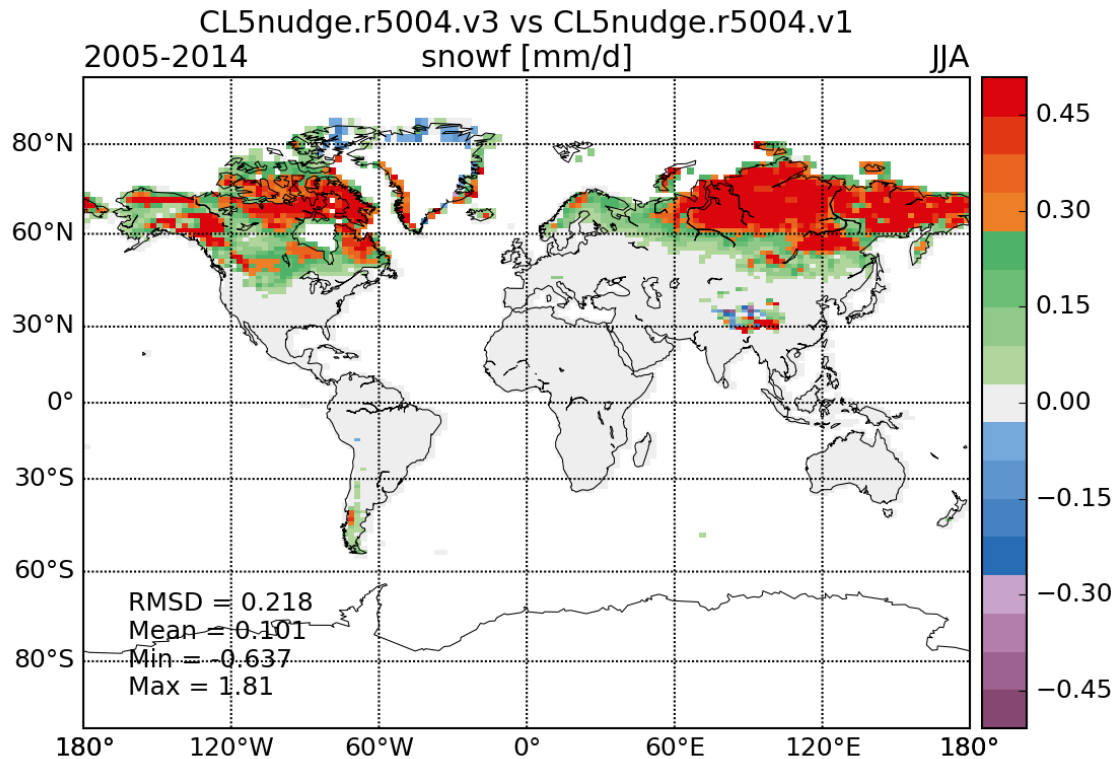 CL5nudge.r5004.v3 vs CL5nudge.r5004.v1
2005-2014 snowf [mm/d] JJA
80°N
60°N
30°N
0°
30°S
60°S
80°S
RMSD = 0.218
Mean = 0.101
Min = -0.637
Max = 1.81
180° 120°W 60°W 0° 60°E 120°E 180°
0.45
0.30
0.15
0.00
−0.15
−0.30
−0.45